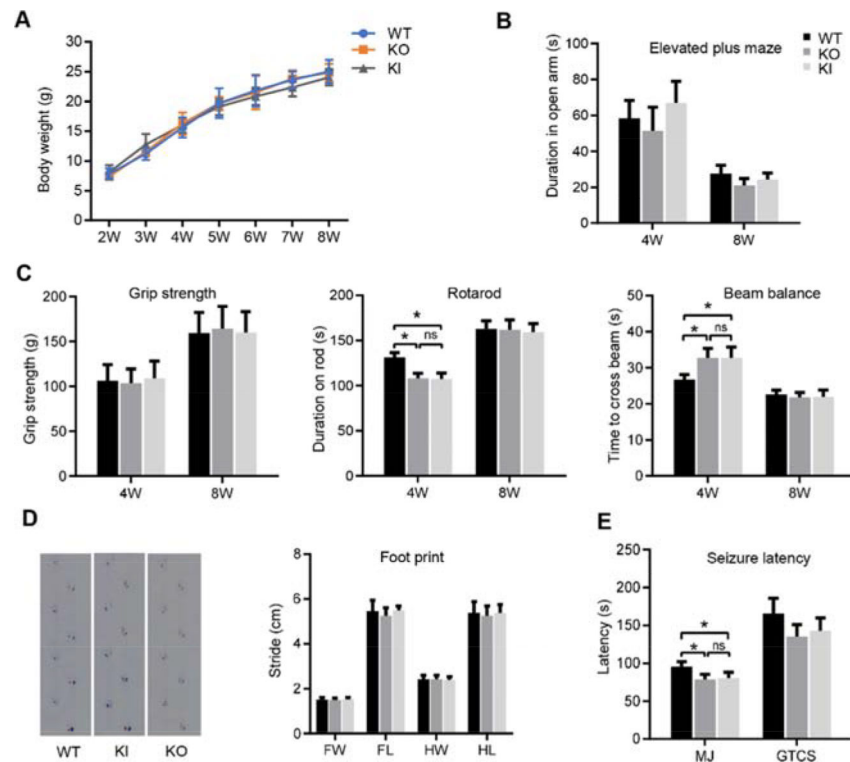 A
WT
KO
KI
Body weight (g)
30
25
20
15
10
5
0
2W 3W 4W 5W 6W 7W 8W
B
WT
KO
KI
Elevated plus maze
Duration in open arm (s)
100
80
60
40
20
0
4W 8W
C
Grip strength
Grip strength (g)
200
150
100
50
0
4W 8W
Rotarod
Duration on rod (s)
200
150
100
50
0
*
* ns
4W 8W
Beam balance
Time to cross beam (s)
50
40
30
20
10
0
*
* ns
4W 8W
D
WT KI KO
Foot print
Stride (cm)
8
6
4
2
0
FW FL HW HL
E
Seizure latency
Latency (s)
250
200
150
100
50
0
*
* ns
MJ GTCS